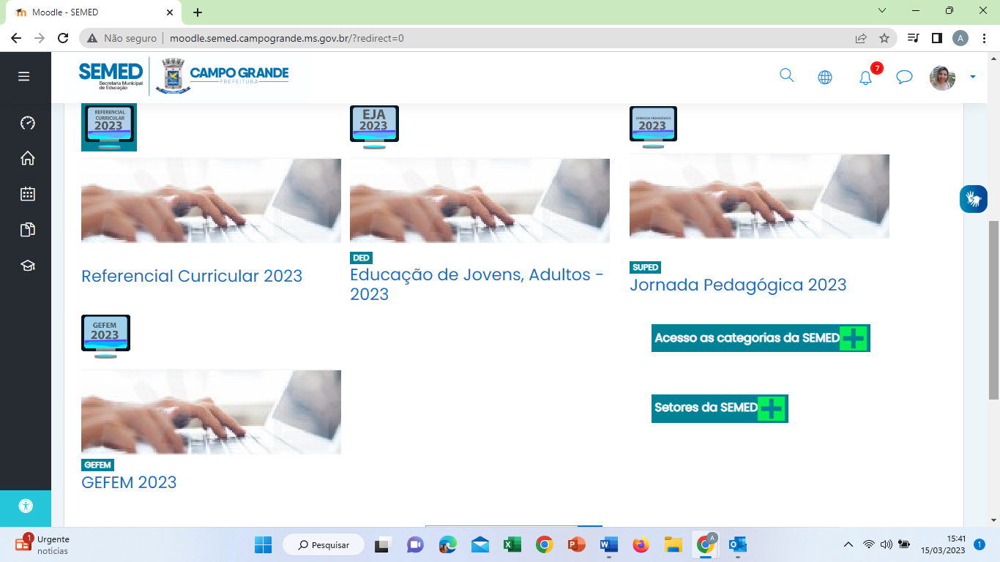 Moodle - SEMED
Não seguro
moodle.semed.campogrande.ms.gov.br/?redirect=0
A
SEMED
Secretaria Municipal
de Educação
CAMPO GRANDE
PREFEITURA
7
REFERENCIAL
CURRICULAR
2023
EJA
2023
JORNADA PEDAGÓGICA
2023
Referencial Curricular 2023
DED
Educação de Jovens, Adultos -
2023
SUPED
Jornada Pedagógica 2023
GEFEM
2023
Acesso as categorias da SEMED
Setores da SEMED
GEFEM
GEFEM 2023
1
Urgente
notícias
Pesquisar
A
15:41
15/03/2023
1